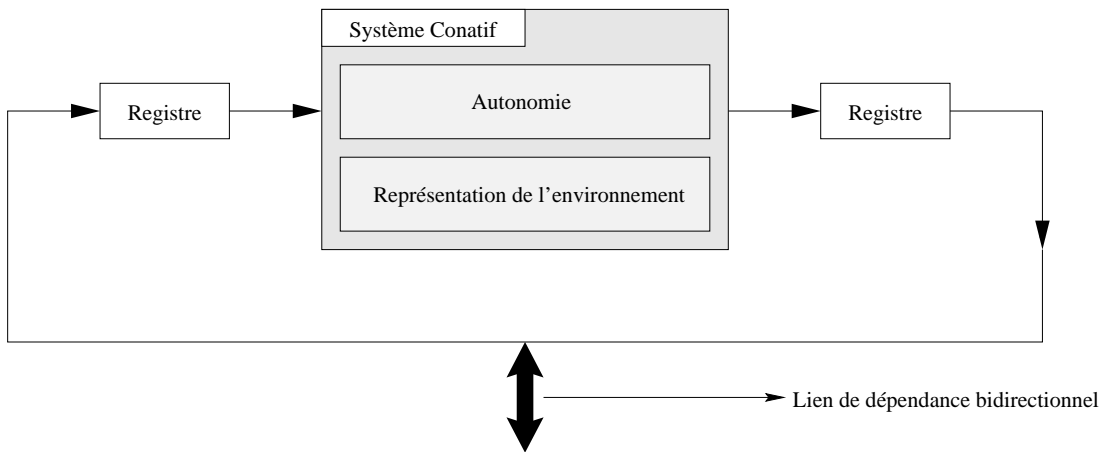 Système Conatif
Autonomie
Registre
Registre
Représentation de l'environnement
Lien de dépendance bidirectionnel